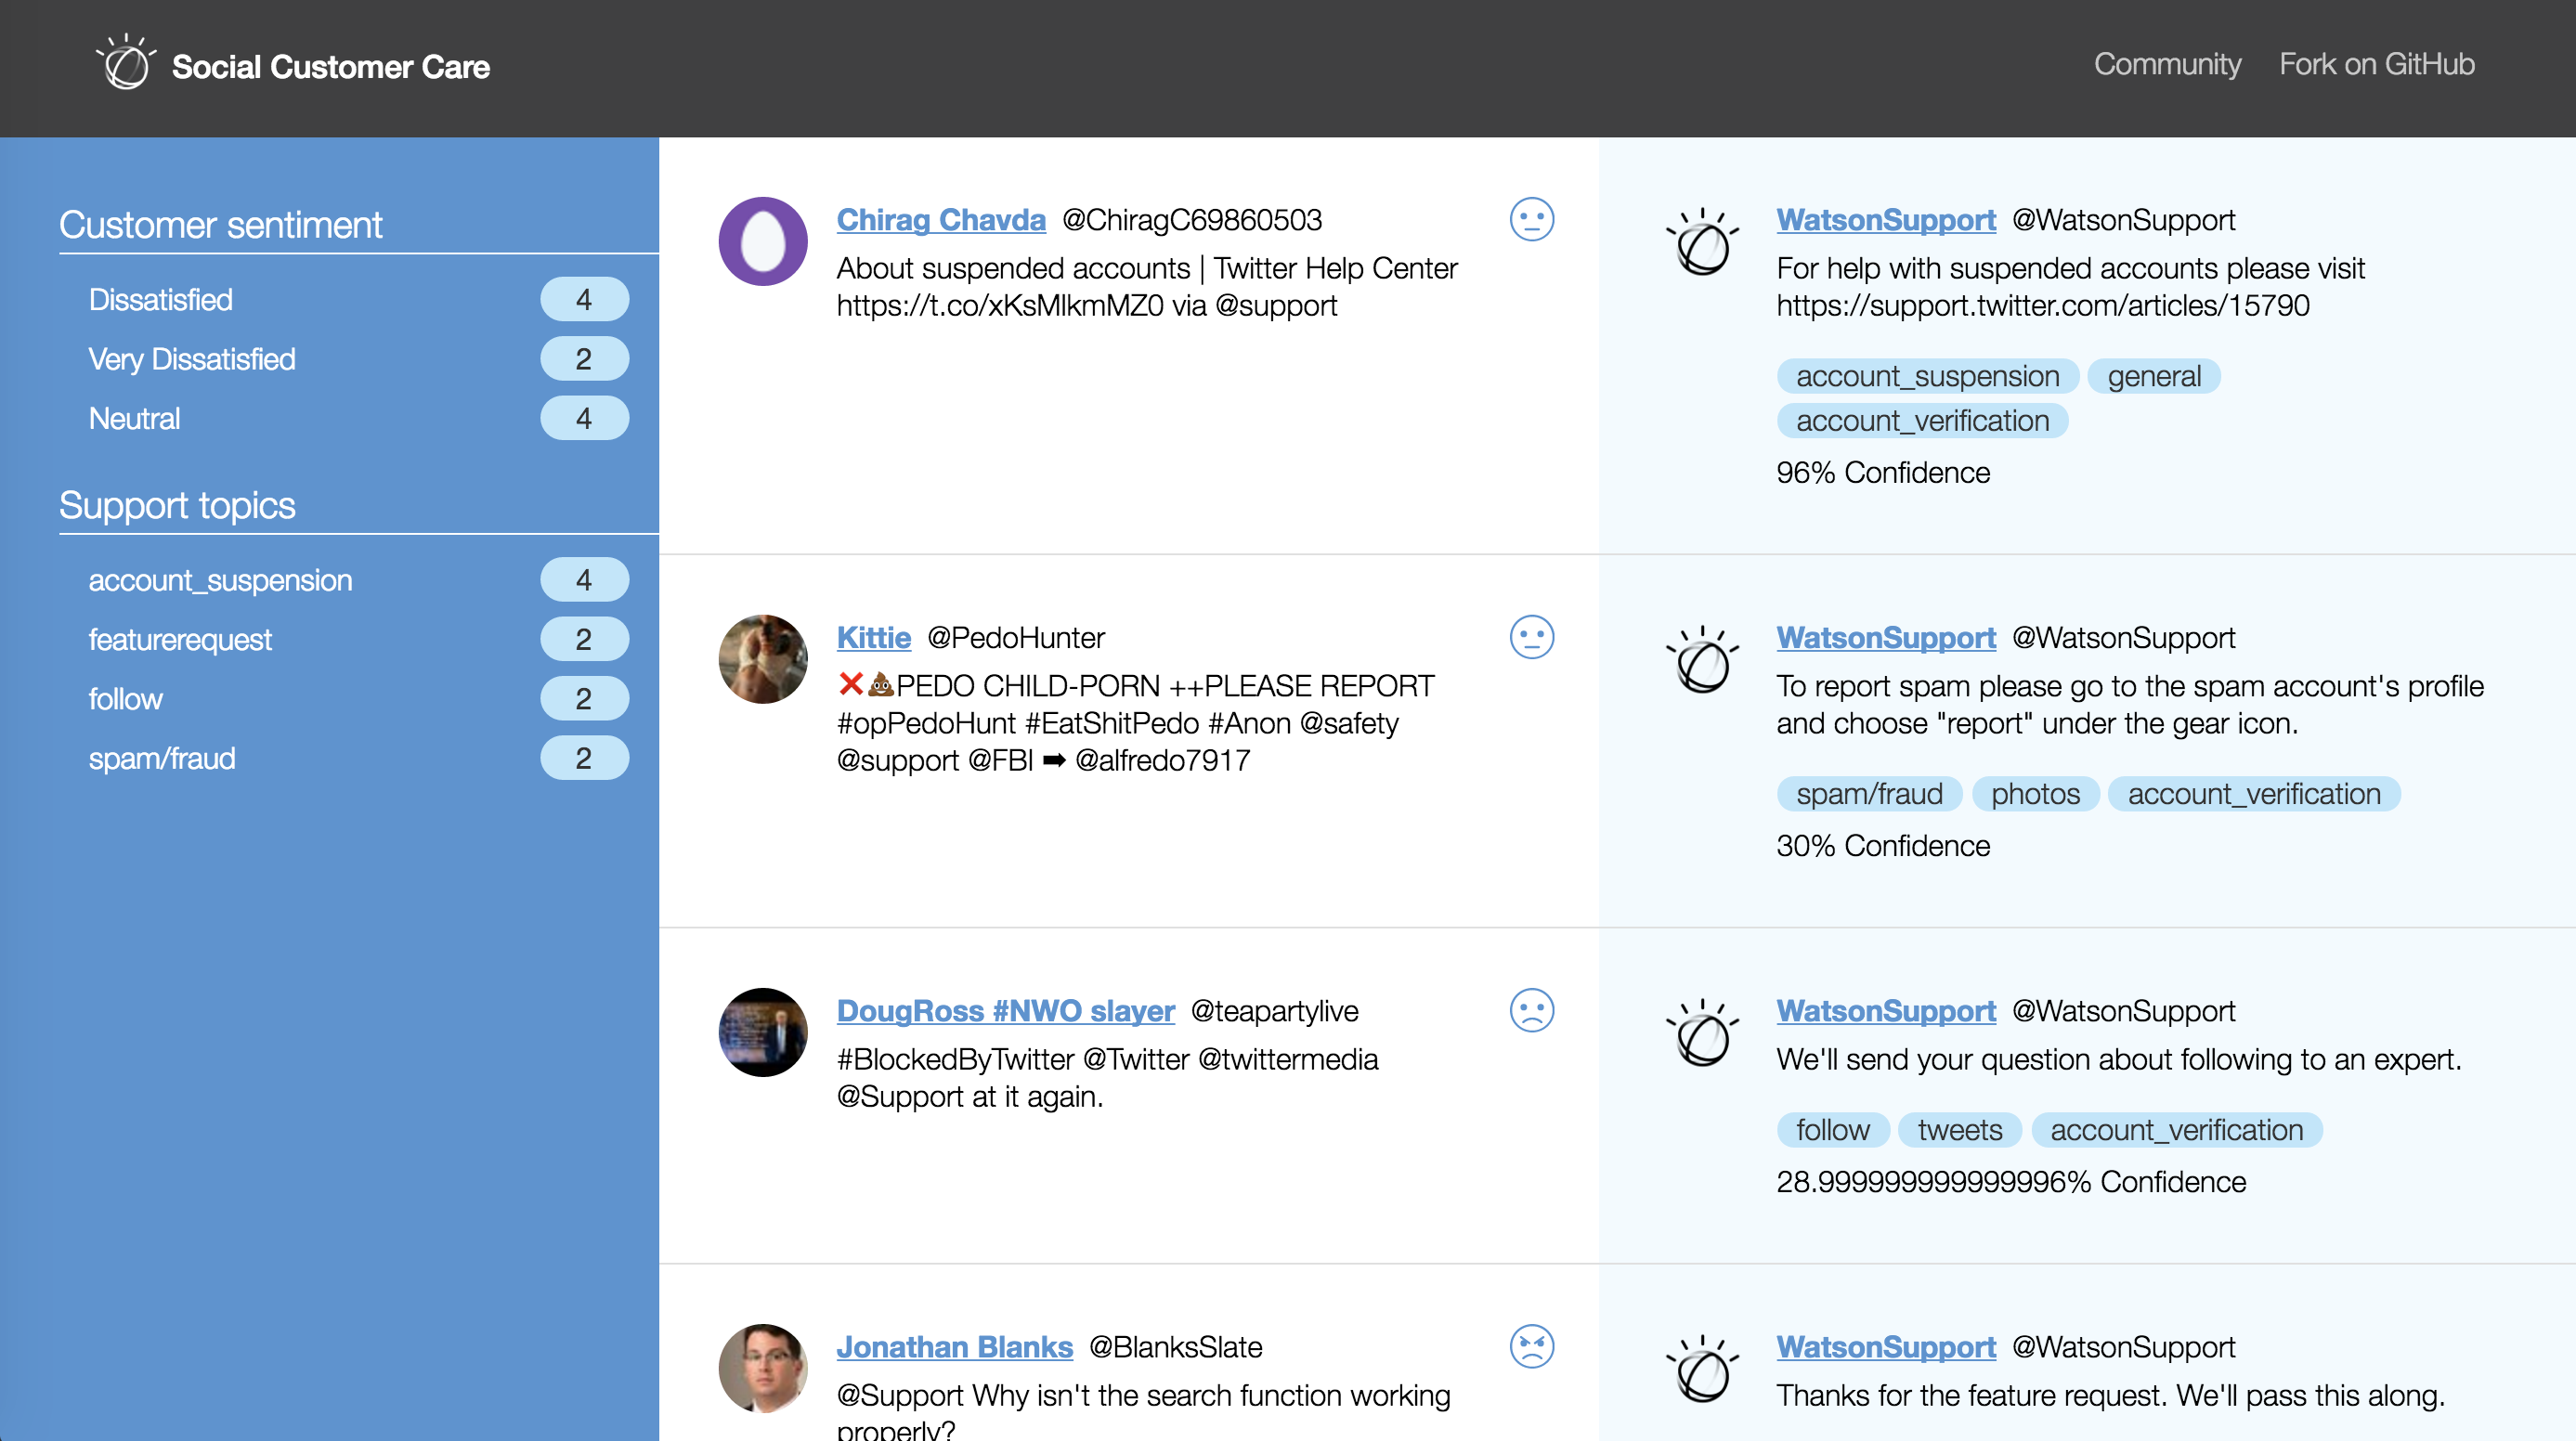 Social Customer Care
Community Fork on GitHub
Customer sentiment
Dissatisfied 4
Very Dissatisfied 2
Neutral 4
Support topics
account_suspension 4
featurerequest 2
follow 2
spam/fraud 2
Chirag Chavda @ChiragC69860503
About suspended accounts | Twitter Help Center
https://t.co/xKsMlkmMZ0 via @support
WatsonSupport @WatsonSupport
For help with suspended accounts please visit
https://support.twitter.com/articles/15790
account_suspension general
account_verification
96% Confidence
Kittie @PedoHunter
❌💩PEDO CHILD-PORN ++PLEASE REPORT
#opPedoHunt #EatShitPedo #Anon @safety
@support @FBI ➡ @alfredo7917
WatsonSupport @WatsonSupport
To report spam please go to the spam account's profile
and choose "report" under the gear icon.
spam/fraud photos account_verification
30% Confidence
DougRoss #NWO slayer @teapartylive
#BlockedByTwitter @Twitter @twittermedia
@Support at it again.
WatsonSupport @WatsonSupport
We'll send your question about following to an expert.
follow tweets account_verification
28.999999999999996% Confidence
Jonathan Blanks @BlanksSlate
@Support Why isn't the search function working
properly?
WatsonSupport @WatsonSupport
Thanks for the feature request. We'll pass this along.